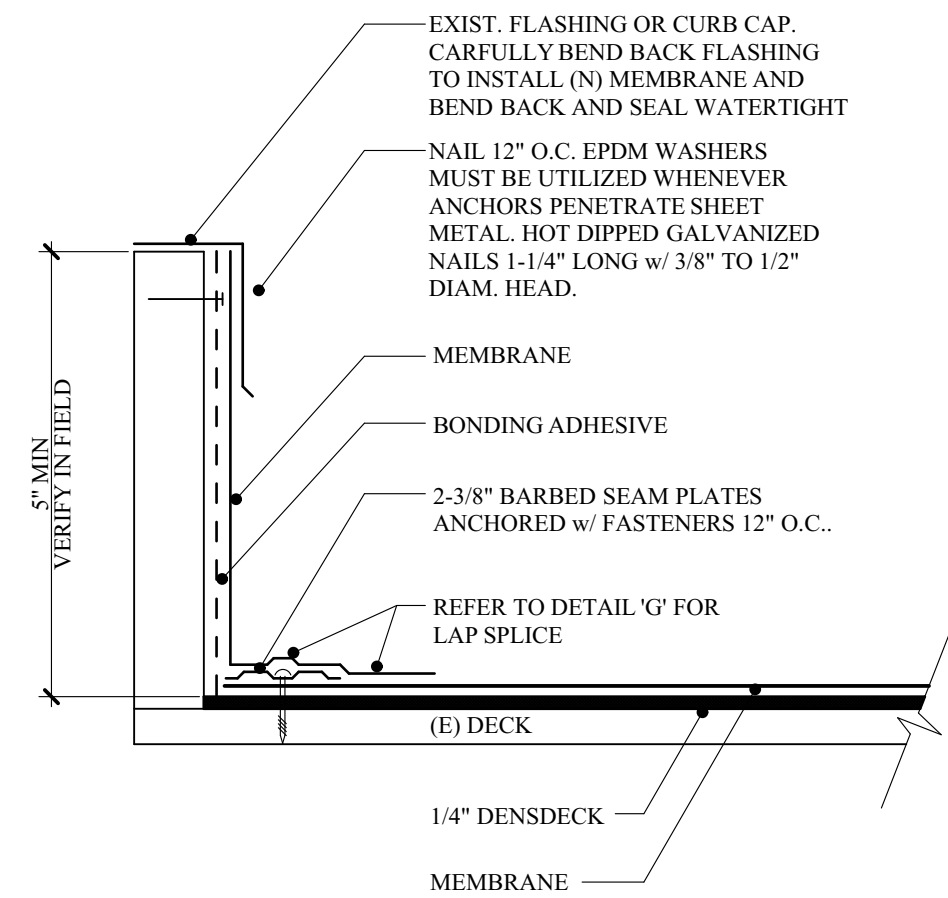 EXIST. FLASHING OR CURB CAP.
CARFULLY BEND BACK FLASHING
TO INSTALL (N) MEMBRANE AND
BEND BACK AND SEAL WATERTIGHT
NAIL 12" O.C. EPDM WASHERS
MUST BE UTILIZED WHENEVER
ANCHORS PENETRATE SHEET
METAL. HOT DIPPED GALVANIZED
NAILS 1-1/4" LONG w/ 3/8" TO 1/2"
DIAM. HEAD.
MEMBRANE
BONDING ADHESIVE
2-3/8" BARBED SEAM PLATES
ANCHORED w/ FASTENERS 12" O.C..
REFER TO DETAIL 'G' FOR
LAP SPLICE
5" MIN
VERIFY IN FIELD
(E) DECK
1/4" DENSDECK
MEMBRANE